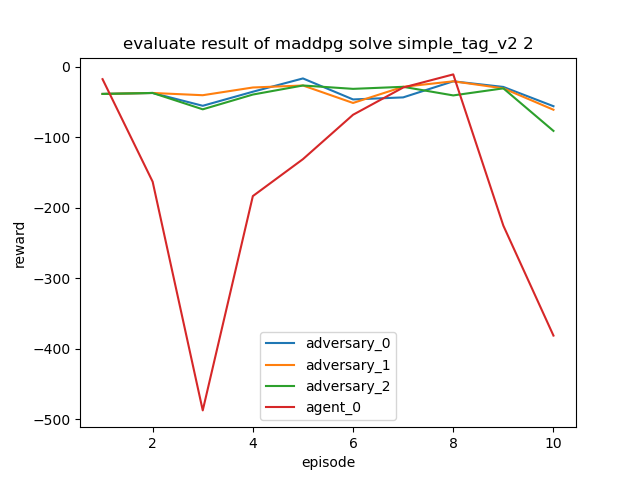 evaluate result of maddpg solve simple_tag_v2 2
0
−100
−200
−300
−400
−500
reward
adversary_0
adversary_1
adversary_2
agent_0
2
4
6
8
10
episode